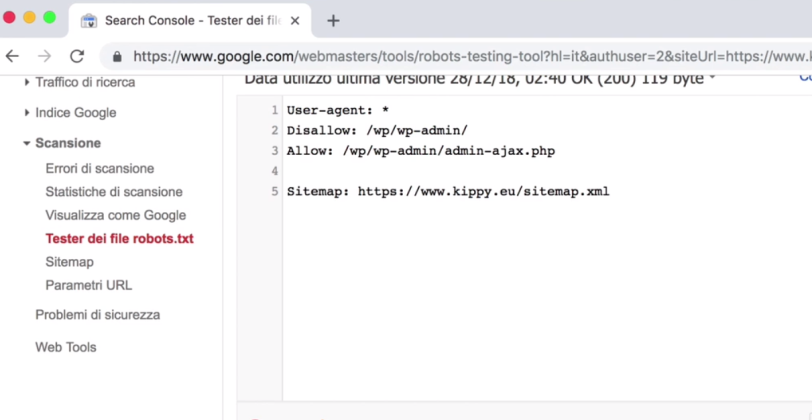 Search Console - Tester dei file
https://www.google.com/webmasters/tools/robots-testing-tool?hl=it&authuser=2&siteUrl=https://www.k
Traffico di ricerca
Data utilizzo ultima versione 28/12/18, 02:40 OK (200) 119 byte
Indice Google
Scansione
Errori di scansione
Statistiche di scansione
Visualizza come Google
Tester dei file robots.txt
Sitemap
Parametri URL
Problemi di sicurezza
Web Tools
1 User-agent: *
2 Disallow: /wp/wp-admin/
3 Allow: /wp/wp-admin/admin-ajax.php
4
5 Sitemap: https://www.kippy.eu/sitemap.xml